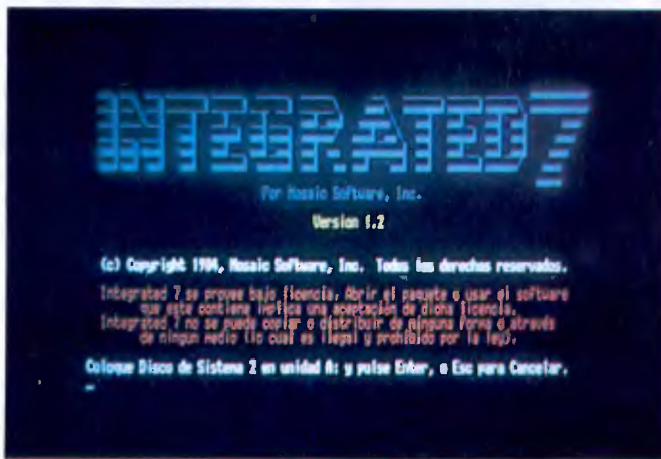 INTEGRATED 7
Por Mosaic Software, Inc.
Version 1.2
(c) Copyright 1984, Mosaic Software, Inc. Todos los derechos reservados.
Integrated 7 se provee bajo licencia. Abrir el paquete o usar el software
que este contiene implica una aceptación de dicha licencia.
Integrated 7 no se puede copiar o distribuir de ninguna forma o a través
de ningun medio (lo cual es ilegal y prohibido por la ley).
Coloque Disco de Sistema 2 en unidad A: y pulse Enter, o Esc para Cancelar.